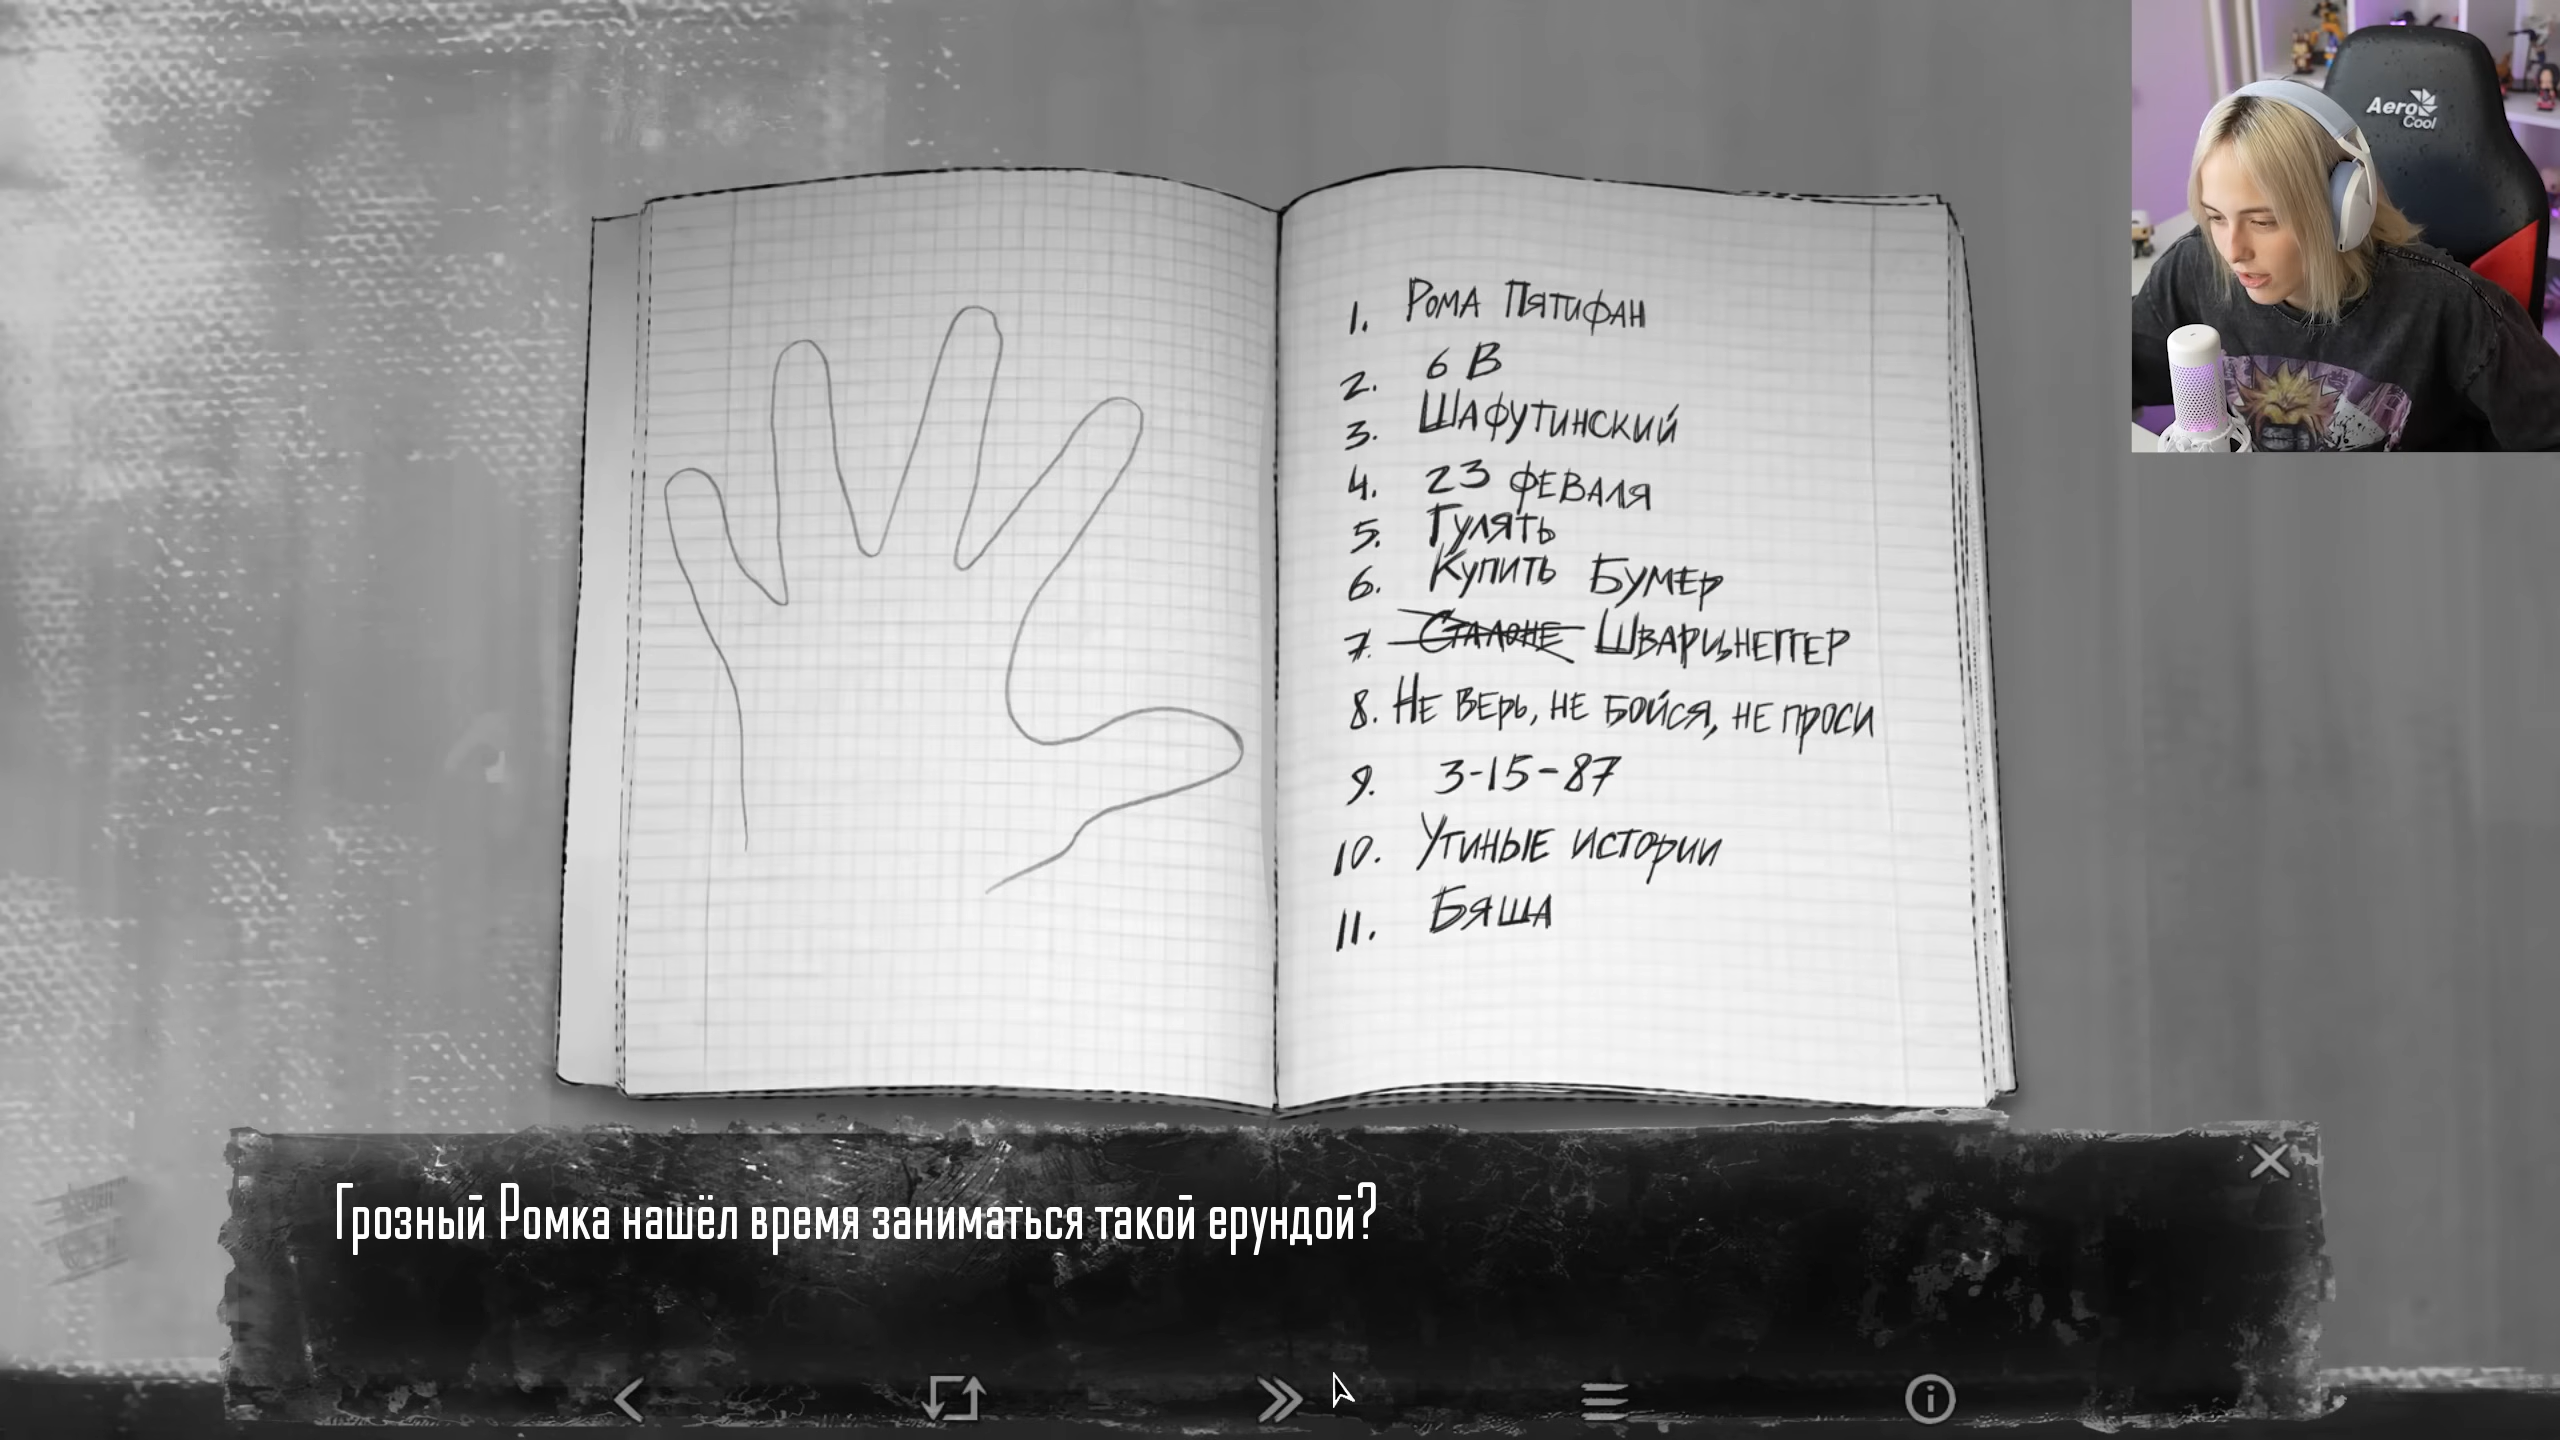 Aero
Cool
1. Рома Пятифан
2. 6 В
3. Шафутинский
4. 23 феваля
5. Гулять
6. Купить Бумер
7. Сталоне Шварцнеггер
8. Не верь, не бойся, не проси
9. 3-15-87
10. Утиные истории
11. Бяша
Грозный Ромка нашёл время заниматься такой ерундой?